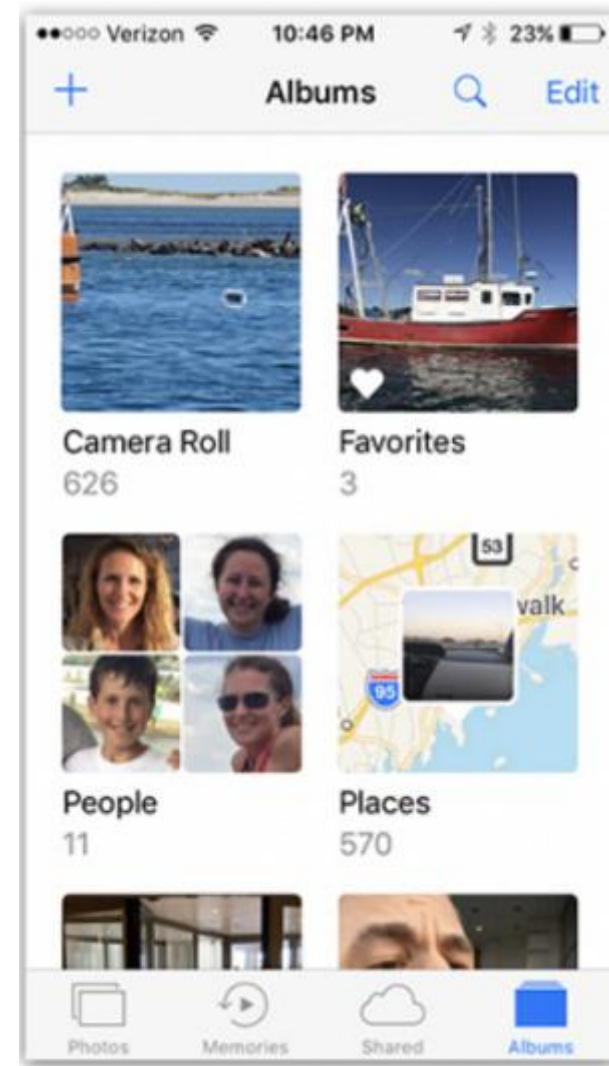 Verizon 10:46 PM 23%
+ Albums Edit
Camera Roll Favorites
626 3
53
valk
95
People Places
11 570
Photos Memories Shared Albums